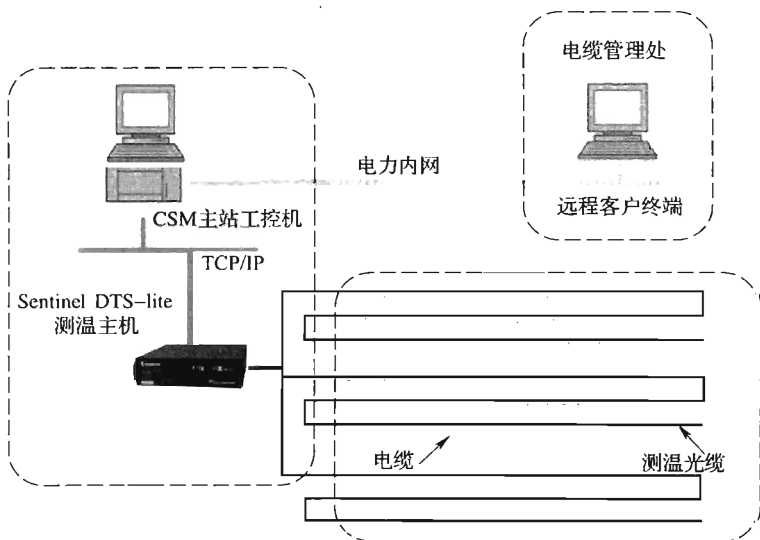 电缆管理处
电力内网
远程客户终端
CSM主站工控机
TCP/IP
Sentinel DTS-lite
测温主机
电缆
测温光缆